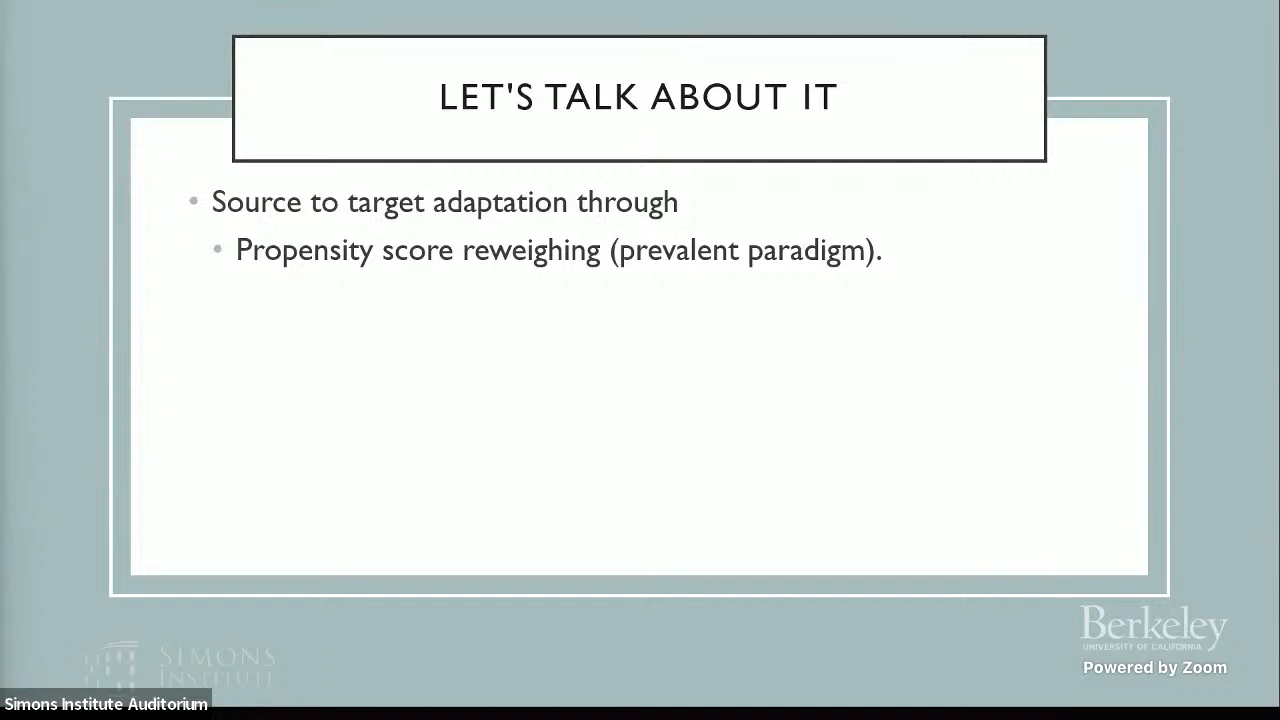 LET'S TALK ABOUT IT
• Source to target adaptation through
• Propensity score reweighing (prevalent paradigm).
SIMONS
INSTITUTE
Berkeley
UNIVERSITY OF CALIFORNIA
Powered by Zoom
Simons Institute Auditorium